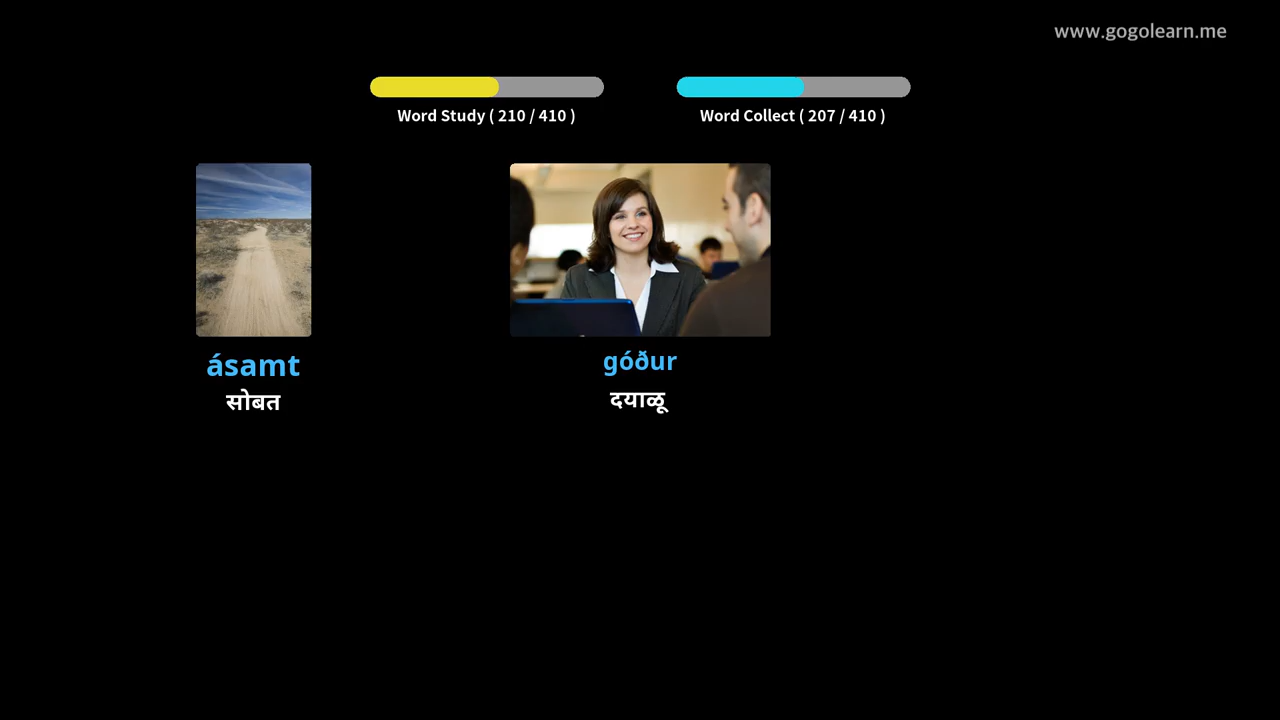 www.gogolearn.me
Word Study ( 210 / 410 )
Word Collect ( 207 / 410 )
ásamt
सोबत
góður
दयाळू